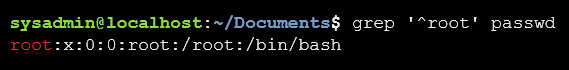 sysadmin@localhost:~/Documents$ grep '^root' passwd
root:x:0:0:root:/root:/bin/bash